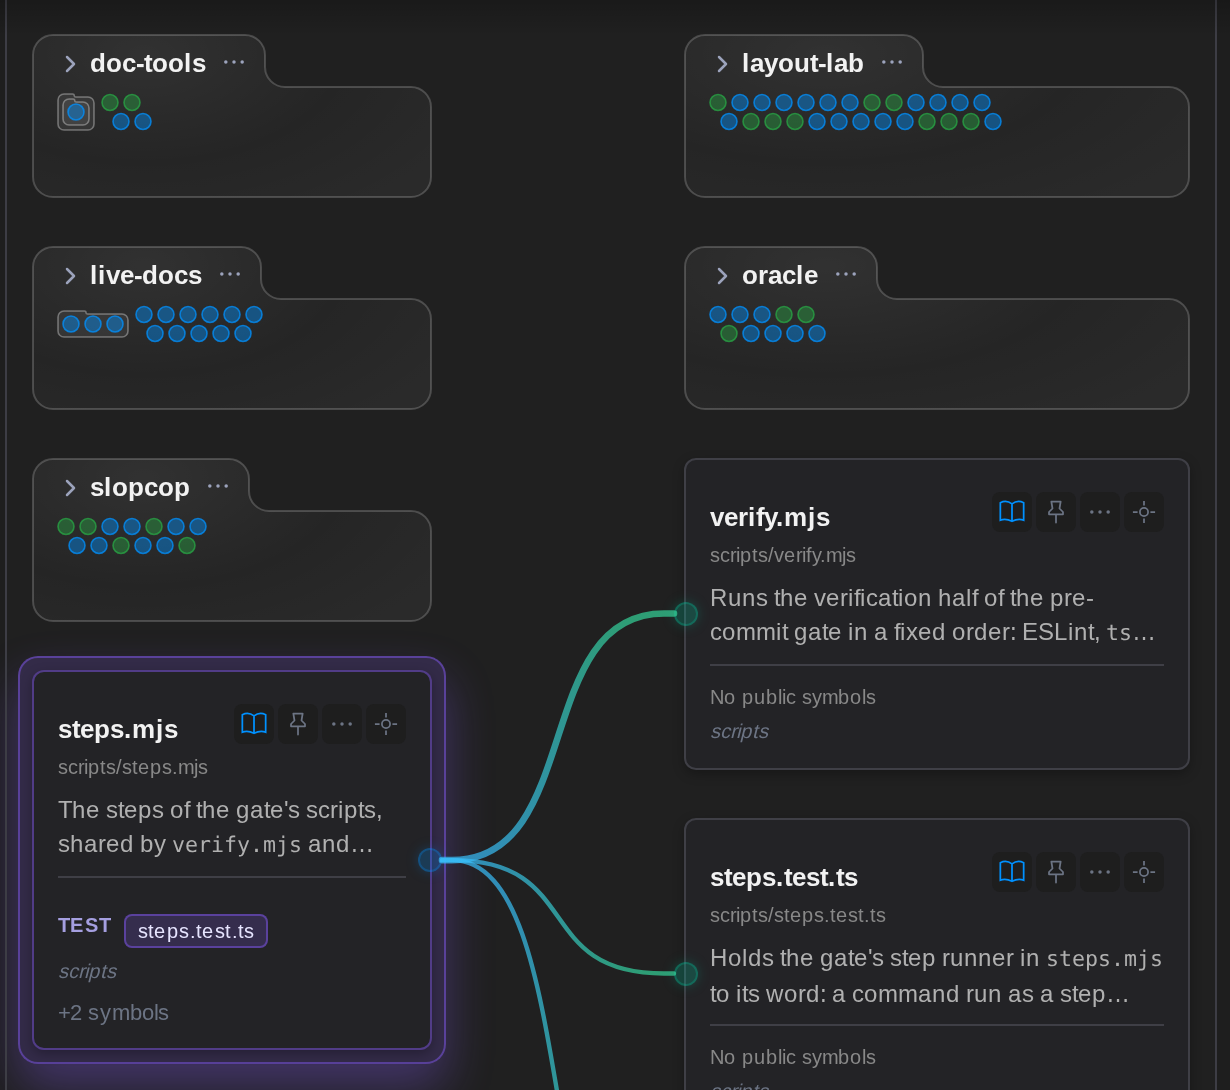 doc-tools ...
layout-lab ...
live-docs ...
oracle ...
slopcop ...
verify.mjs
scripts/verify.mjs
Runs the verification half of the pre-
commit gate in a fixed order: ESLint, ts…
No public symbols
scripts
steps.mjs
scripts/steps.mjs
The steps of the gate's scripts,
shared by verify.mjs and…
TEST steps.test.ts
scripts
+2 symbols
steps.test.ts
scripts/steps.test.ts
Holds the gate's step runner in steps.mjs
to its word: a command run as a step…
No public symbols
scripts